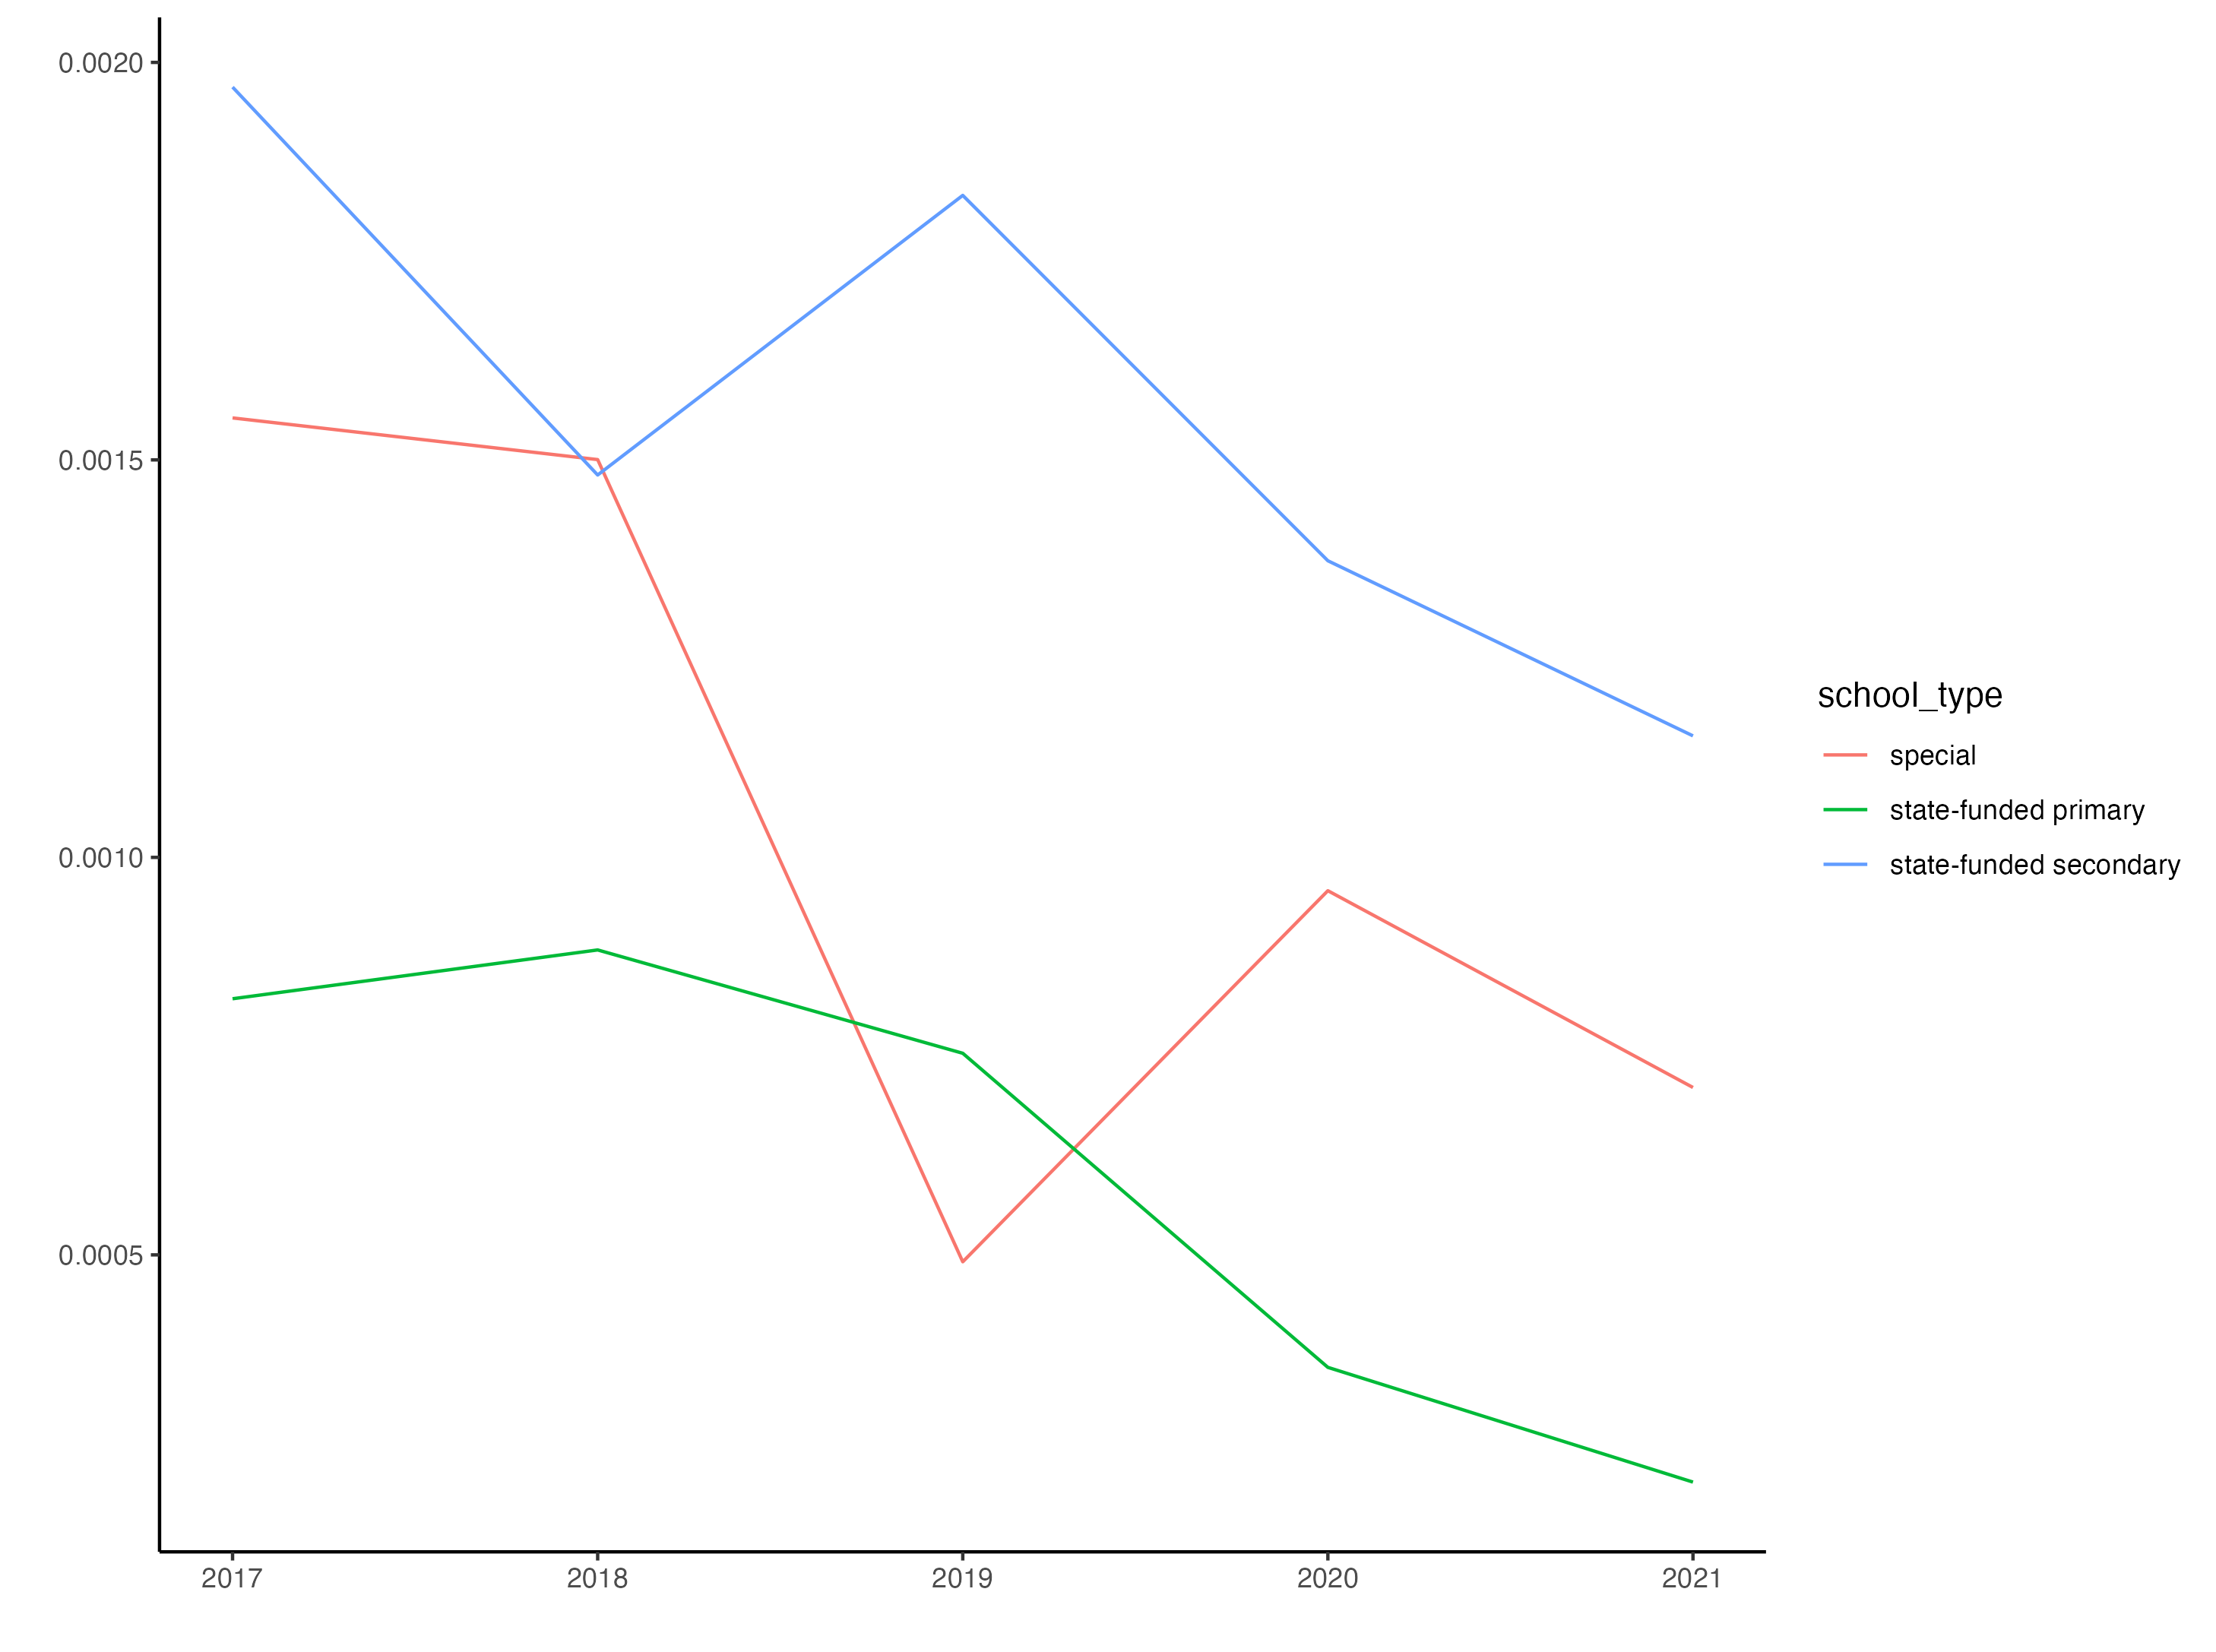 0.0020
0.0015
0.0010
0.0005
2017 2018 2019 2020 2021
school_type
special
state-funded primary
state-funded secondary